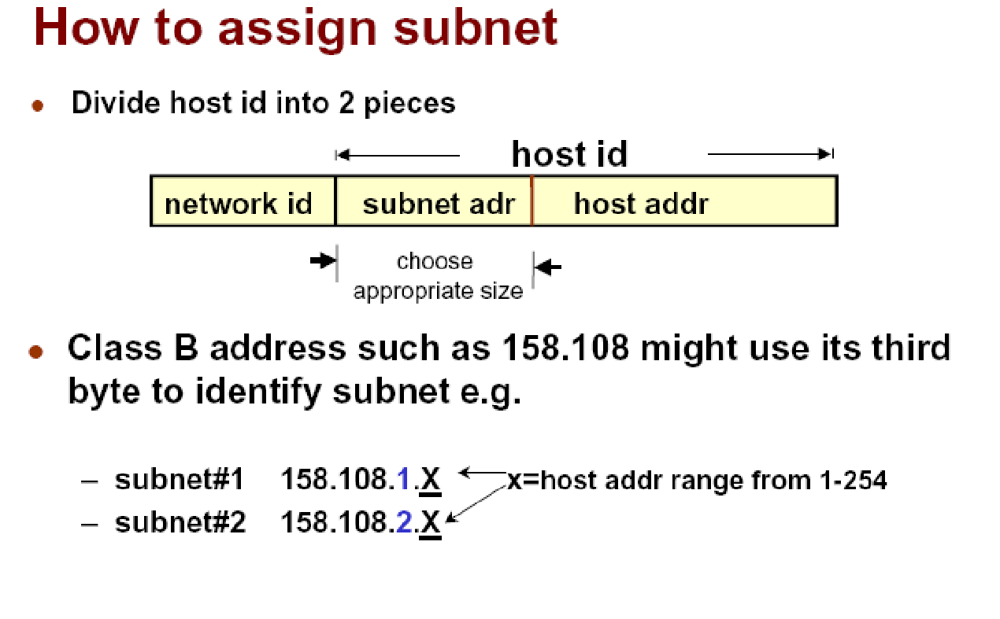 How to assign subnet
• Divide host id into 2 pieces
host id
network id subnet adr host addr
choose
appropriate size
• Class B address such as 158.108 might use its third
byte to identify subnet e.g.
– subnet#1 158.108.1.X x=host addr range from 1-254
– subnet#2 158.108.2.X